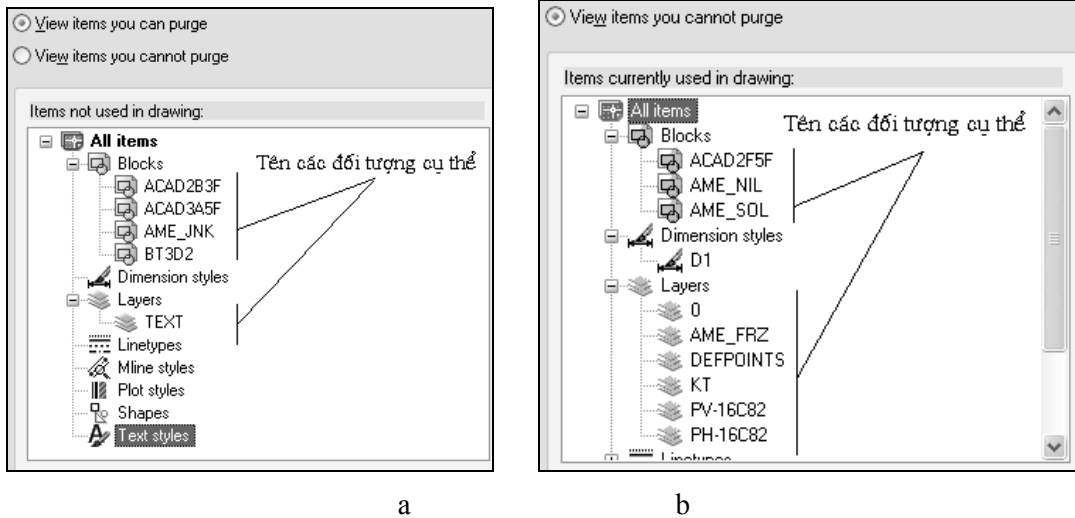 View items you can purge
View items you cannot purge
Items not used in drawing:
All items
Blocks
Tên các đối tượng cụ thể
ACAD2B3F
ACAD3A5F
AME_JNK
BT3D2
Dimension styles
Layers
TEXT
Linetypes
Mline styles
Plot styles
Shapes
Text styles
a
View items you cannot purge
Items currently used in drawing:
All items
Tên các đối tượng cụ thể
Blocks
ACAD2F5F
AME_NIL
AME_SOL
Dimension styles
D1
Layers
0
AME_FRZ
DEFPOINTS
KT
PV-16C82
PH-16C82
Linetypes
b